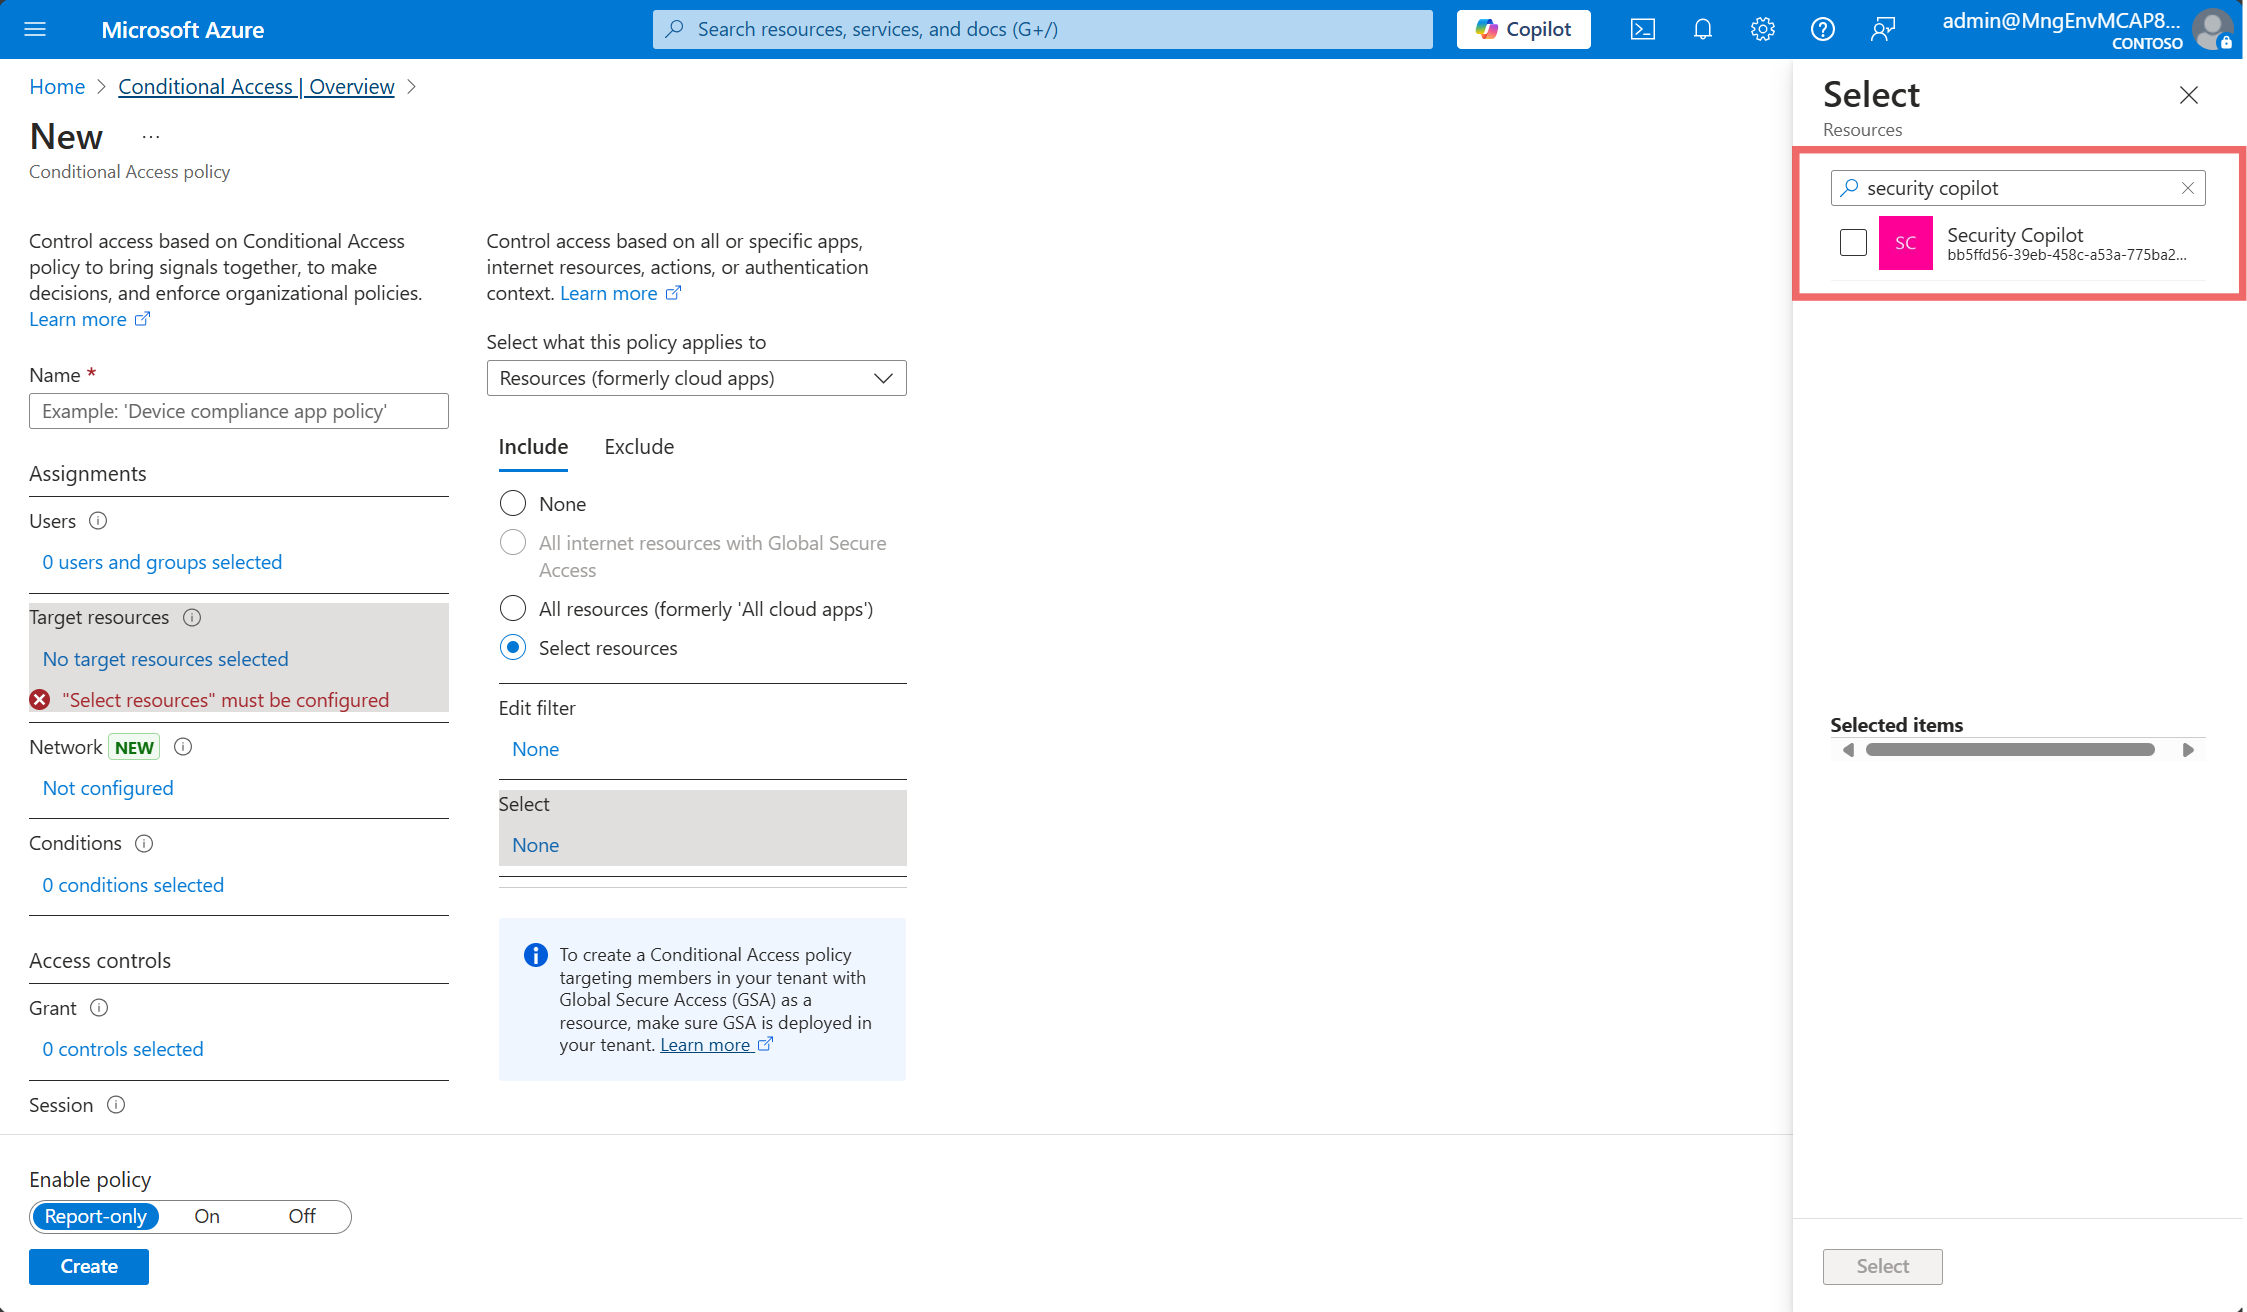 Microsoft Azure
Search resources, services, and docs (G+/)
Copilot
admin@MngEnvMCAP8...
CONTOSO
Home > Conditional Access | Overview >
New ...
Conditional Access policy
Control access based on Conditional Access
policy to bring signals together, to make
decisions, and enforce organizational policies.
Learn more
Name *
Example: 'Device compliance app policy'
Assignments
Users
0 users and groups selected
Target resources
No target resources selected
"Select resources" must be configured
Network NEW
Not configured
Conditions
0 conditions selected
Access controls
Grant
0 controls selected
Session
Enable policy
Report-only On Off
Create
Control access based on all or specific apps,
internet resources, actions, or authentication
context. Learn more
Select what this policy applies to
Resources (formerly cloud apps)
Include Exclude
None
All internet resources with Global Secure
Access
All resources (formerly 'All cloud apps')
Select resources
Edit filter
None
Select
None
To create a Conditional Access policy
targeting members in your tenant with
Global Secure Access (GSA) as a
resource, make sure GSA is deployed in
your tenant. Learn more
Select
Resources
security copilot
SC
Security Copilot
bb5ffd56-39eb-458c-a53a-775ba2...
Selected items
Select